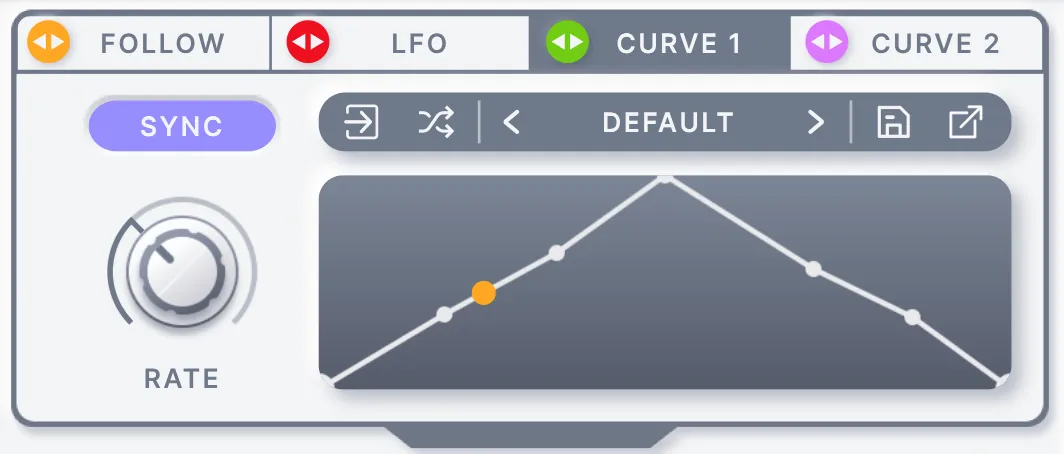 FOLLOW
LFO
CURVE 1
CURVE 2
SYNC
DEFAULT
RATE